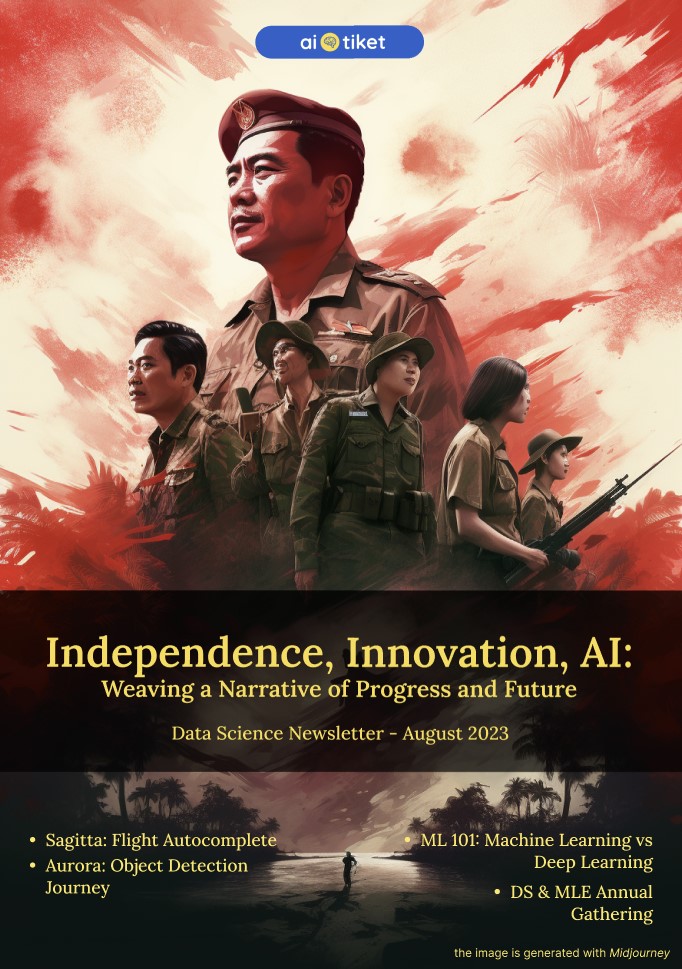 ai tiket
Independence, Innovation, AI:
Weaving a Narrative of Progress and Future
Data Science Newsletter - August 2023
• Sagitta: Flight Autocomplete
• Aurora: Object Detection
Journey
• ML 101: Machine Learning vs
Deep Learning
• DS & MLE Annual
Gathering
the image is generated with Midjourney